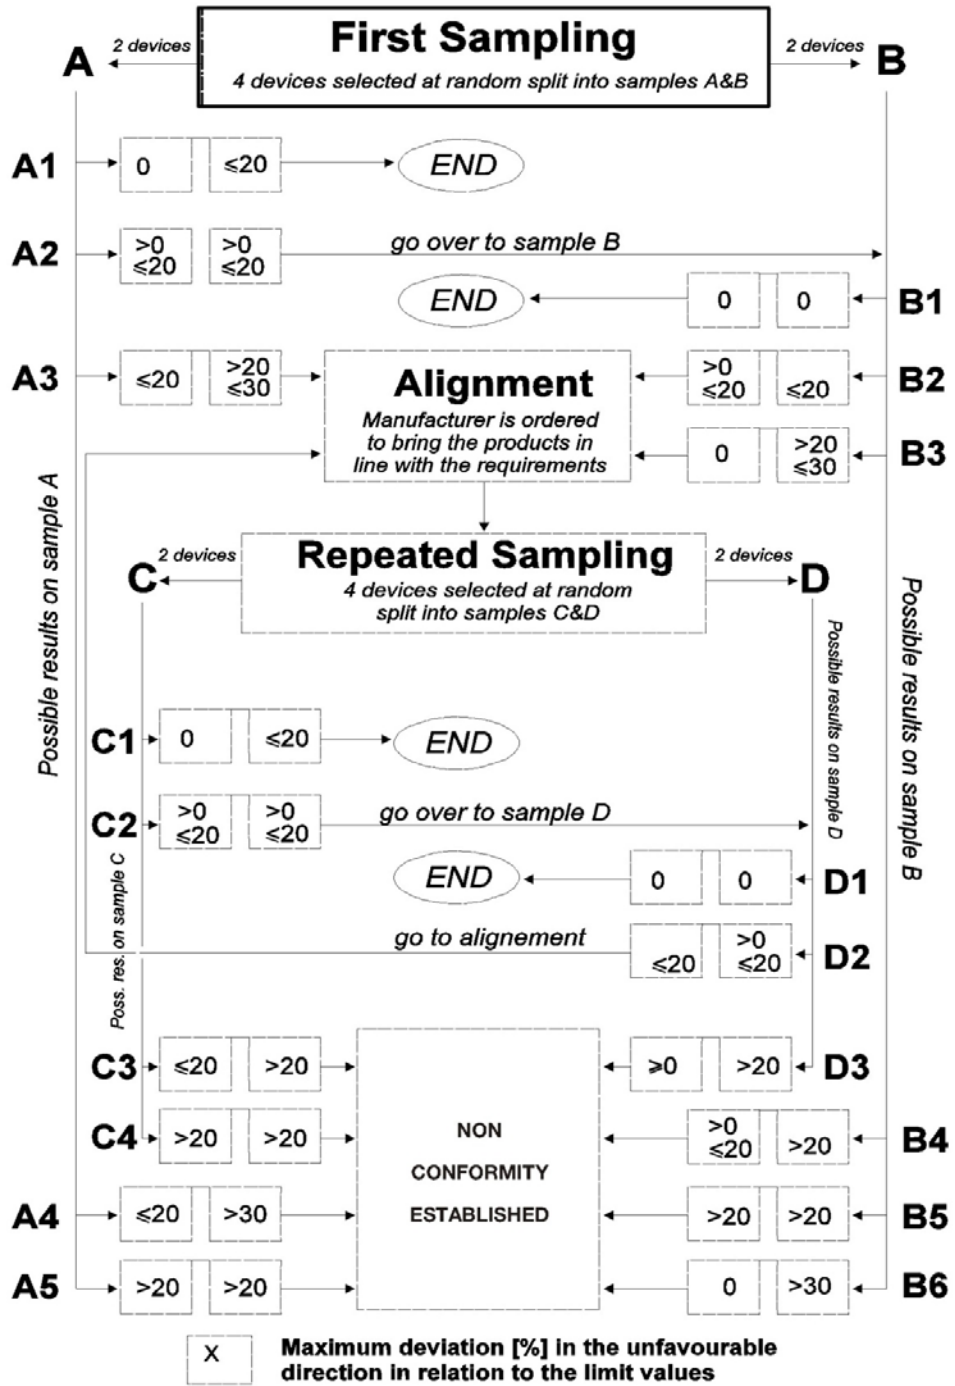 First Sampling
A
2 devices
4 devices selected at random split into samples A&B
2 devices
B
A1
0
⩽20
END
A2
>0
⩽20
>0
⩽20
go over to sample B
END
0
0
B1
A3
⩽20
>20
⩽30
Alignment
Manufacturer is ordered
to bring the products in
line with the requirements
>0
⩽20
⩽20
B2
0
>20
⩽30
B3
Possible results on sample A
Repeated Sampling
C
2 devices
4 devices selected at random
split into samples C&D
2 devices
D
Possible results on sample D
Possible results on sample B
C1
0
⩽20
END
C2
>0
⩽20
>0
⩽20
go over to sample D
Poss. res. on sample C
END
0
0
D1
go to alignement
⩽20
>0
⩽20
D2
C3
⩽20
>20
⩾0
>20
D3
C4
>20
>20
NON
CONFORMITY
ESTABLISHED
>0
⩽20
>20
B4
A4
⩽20
>30
>20
>20
B5
A5
>20
>20
0
>30
B6
X
Maximum deviation [%] in the unfavourable
direction in relation to the limit values